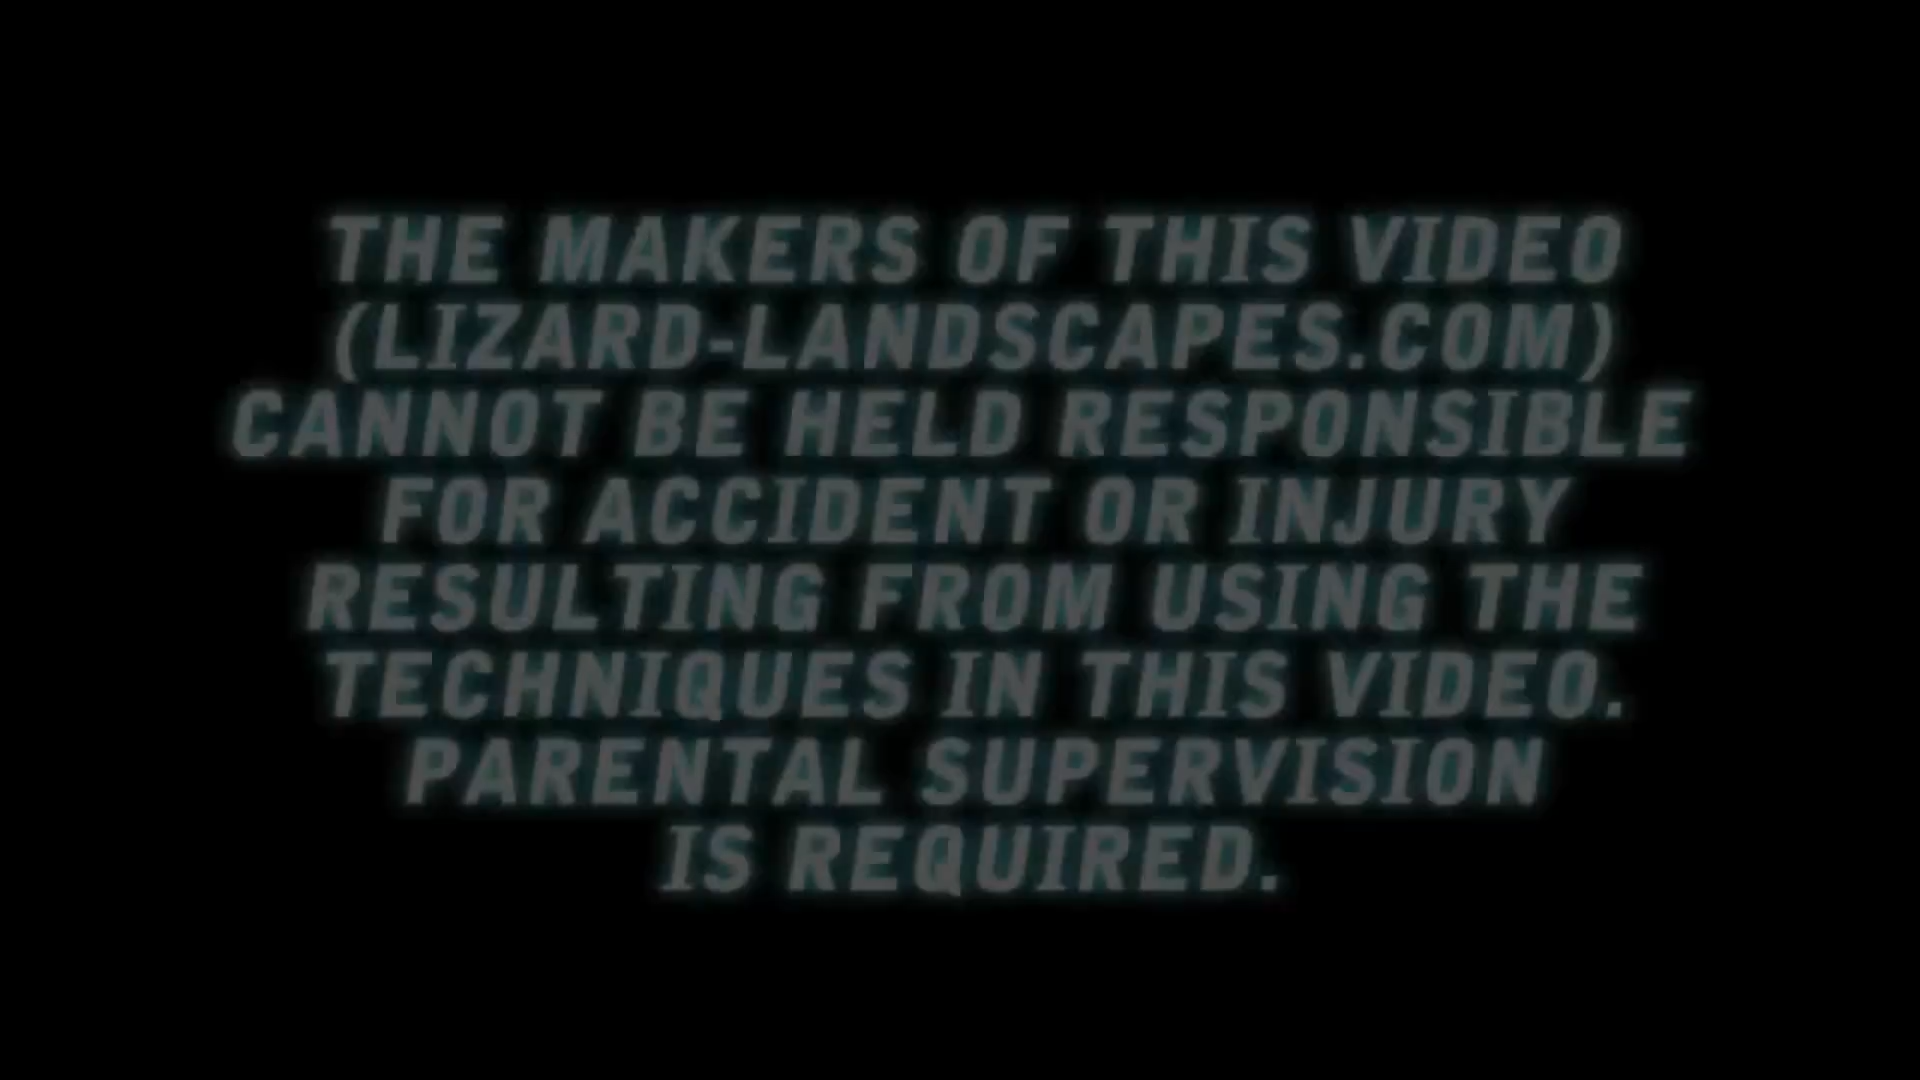 THE MAKERS OF THIS VIDEO
(LIZARD-LANDSCAPES.COM)
CANNOT BE HELD RESPONSIBLE
FOR ACCIDENT OR INJURY
RESULTING FROM USING THE
TECHNIQUES IN THIS VIDEO.
PARENTAL SUPERVISION
IS REQUIRED.